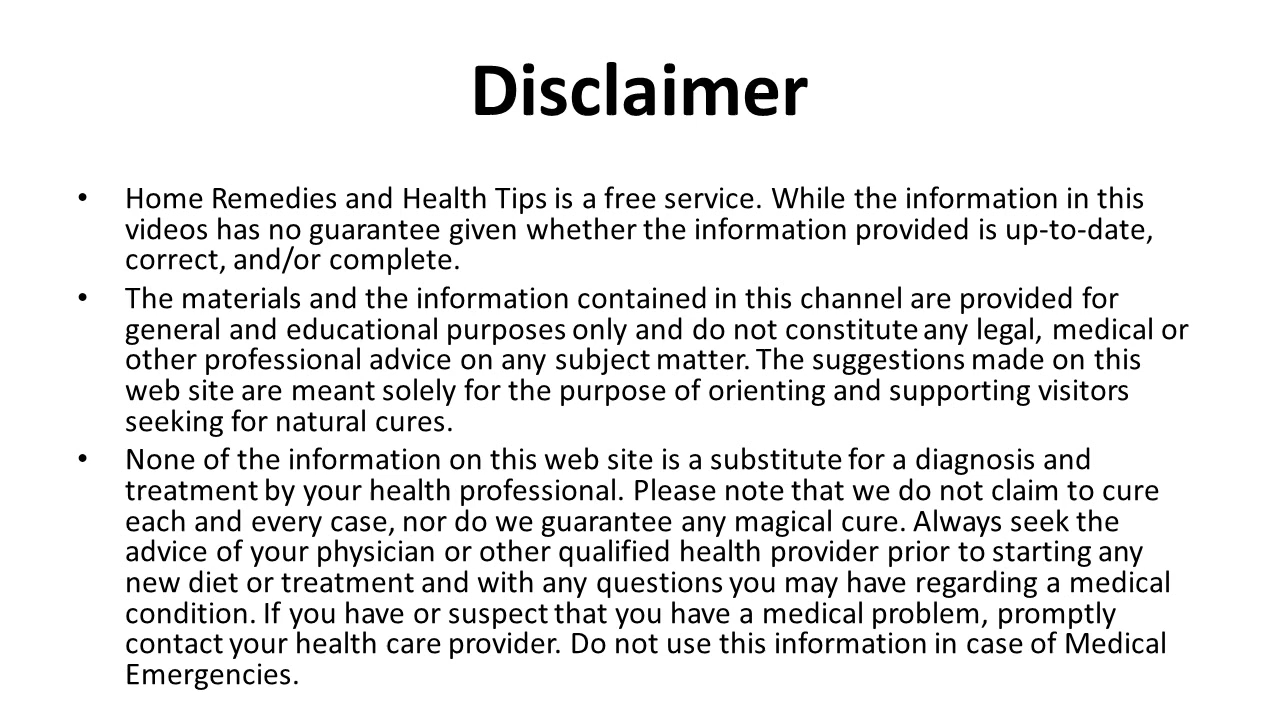 Disclaimer
• Home Remedies and Health Tips is a free service. While the information in this
videos has no guarantee given whether the information provided is up-to-date,
correct, and/or complete.
• The materials and the information contained in this channel are provided for
general and educational purposes only and do not constitute any legal, medical or
other professional advice on any subject matter. The suggestions made on this
web site are meant solely for the purpose of orienting and supporting visitors
seeking for natural cures.
• None of the information on this web site is a substitute for a diagnosis and
treatment by your health professional. Please note that we do not claim to cure
each and every case, nor do we guarantee any magical cure. Always seek the
advice of your physician or other qualified health provider prior to starting any
new diet or treatment and with any questions you may have regarding a medical
condition. If you have or suspect that you have a medical problem, promptly
contact your health care provider. Do not use this information in case of Medical
Emergencies.